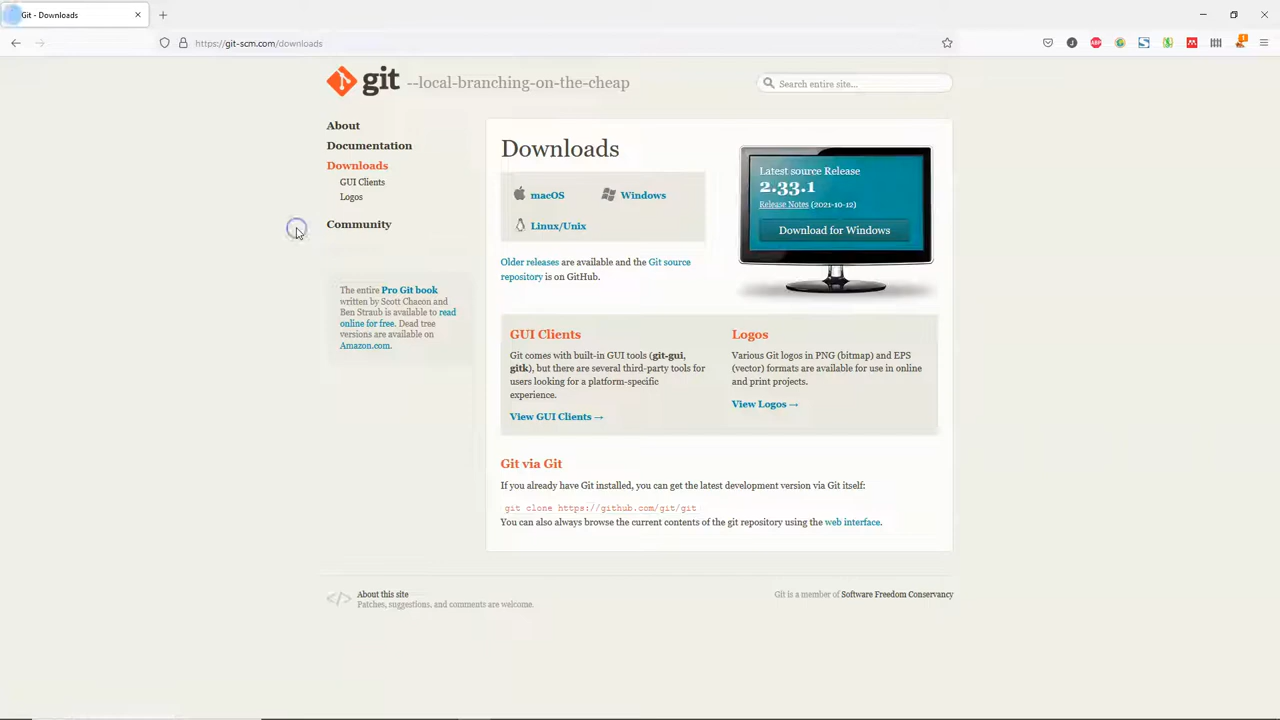 Git - Downloads
https://git-scm.com/downloads
git --local-branching-on-the-cheap
Search entire site...
About
Documentation
Downloads
GUI Clients
Logos
Community
The entire Pro Git book
written by Scott Chacon and
Ben Straub is available to read
online for free. Dead tree
versions are available on
Amazon.com.
Downloads
macOS
Windows
Linux/Unix
Older releases are available and the Git source
repository is on GitHub.
Latest source Release
2.33.1
Release Notes (2021-10-12)
Download for Windows
GUI Clients
Git comes with built-in GUI tools (git-gui,
gitk), but there are several third-party tools for
users looking for a platform-specific
experience.
View GUI Clients →
Logos
Various Git logos in PNG (bitmap) and EPS
(vector) formats are available for use in online
and print projects.
View Logos →
Git via Git
If you already have Git installed, you can get the latest development version via Git itself:
git clone https://github.com/git/git
You can also always browse the current contents of the git repository using the web interface.
</> About this site
Patches, suggestions, and comments are welcome.
Git is a member of Software Freedom Conservancy